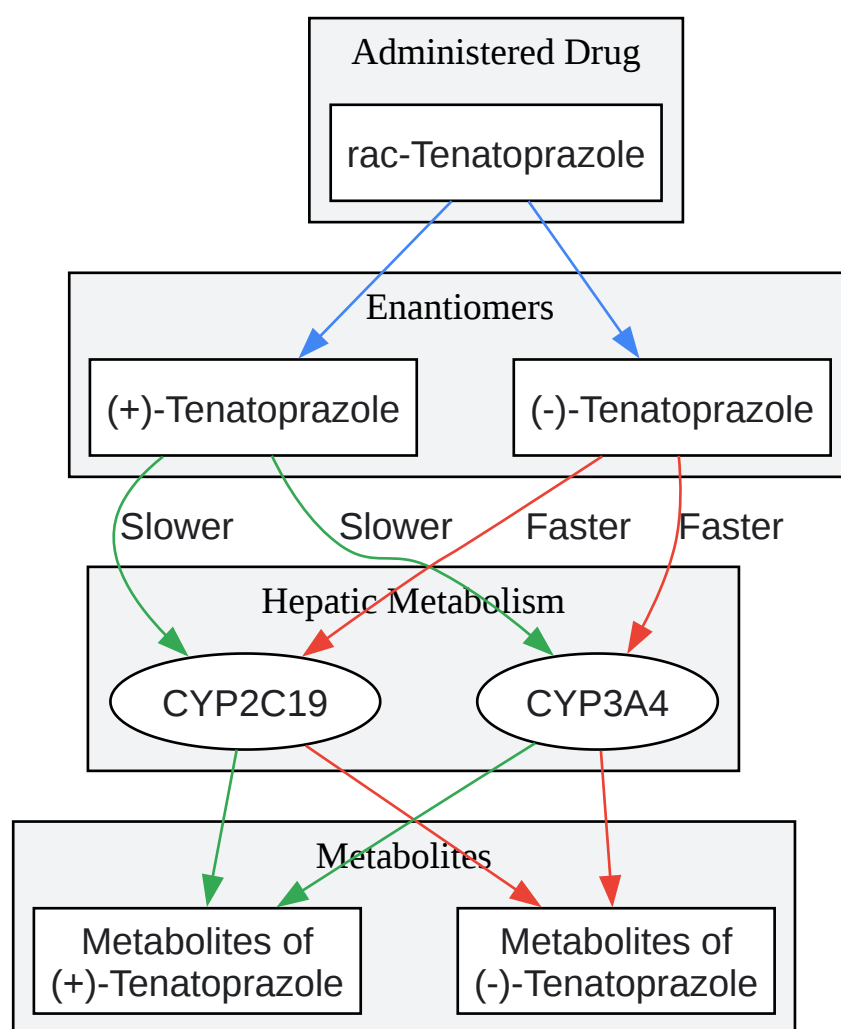 Administered Drug
rac-Tenatoprazole
Enantiomers
(+)-Tenatoprazole
(-)-Tenatoprazole
Slower
Slower
Faster
Faster
Hepatic Metabolism
CYP2C19
CYP3A4
Metabolites
Metabolites of
(+)-Tenatoprazole
Metabolites of
(-)-Tenatoprazole